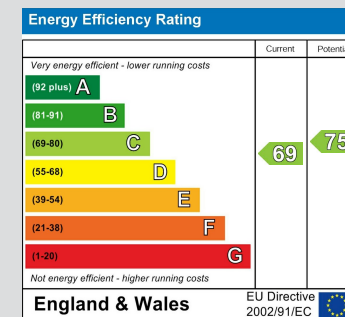 Energy Efficiency Rating
Current Potenti
Very energy efficient - lower running costs
(92 plus) A
(81-91) B
(69-80) C
69 75
(55-68) D
(39-54) E
(21-38) F
(1-20) G
Not energy efficient - higher running costs
England & Wales
EU Directive
2002/91/EC